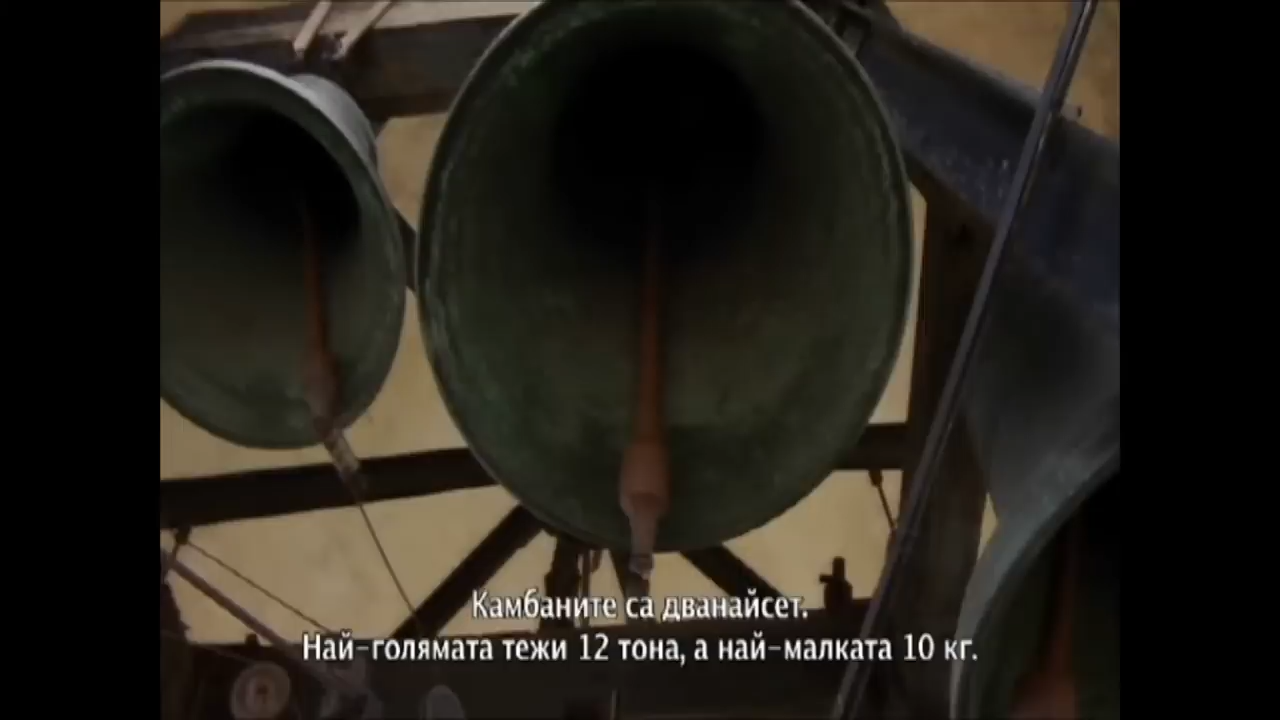 Камбаните са дванайсет.
Най-голямата тежи 12 тона, а най-малката 10 кг.